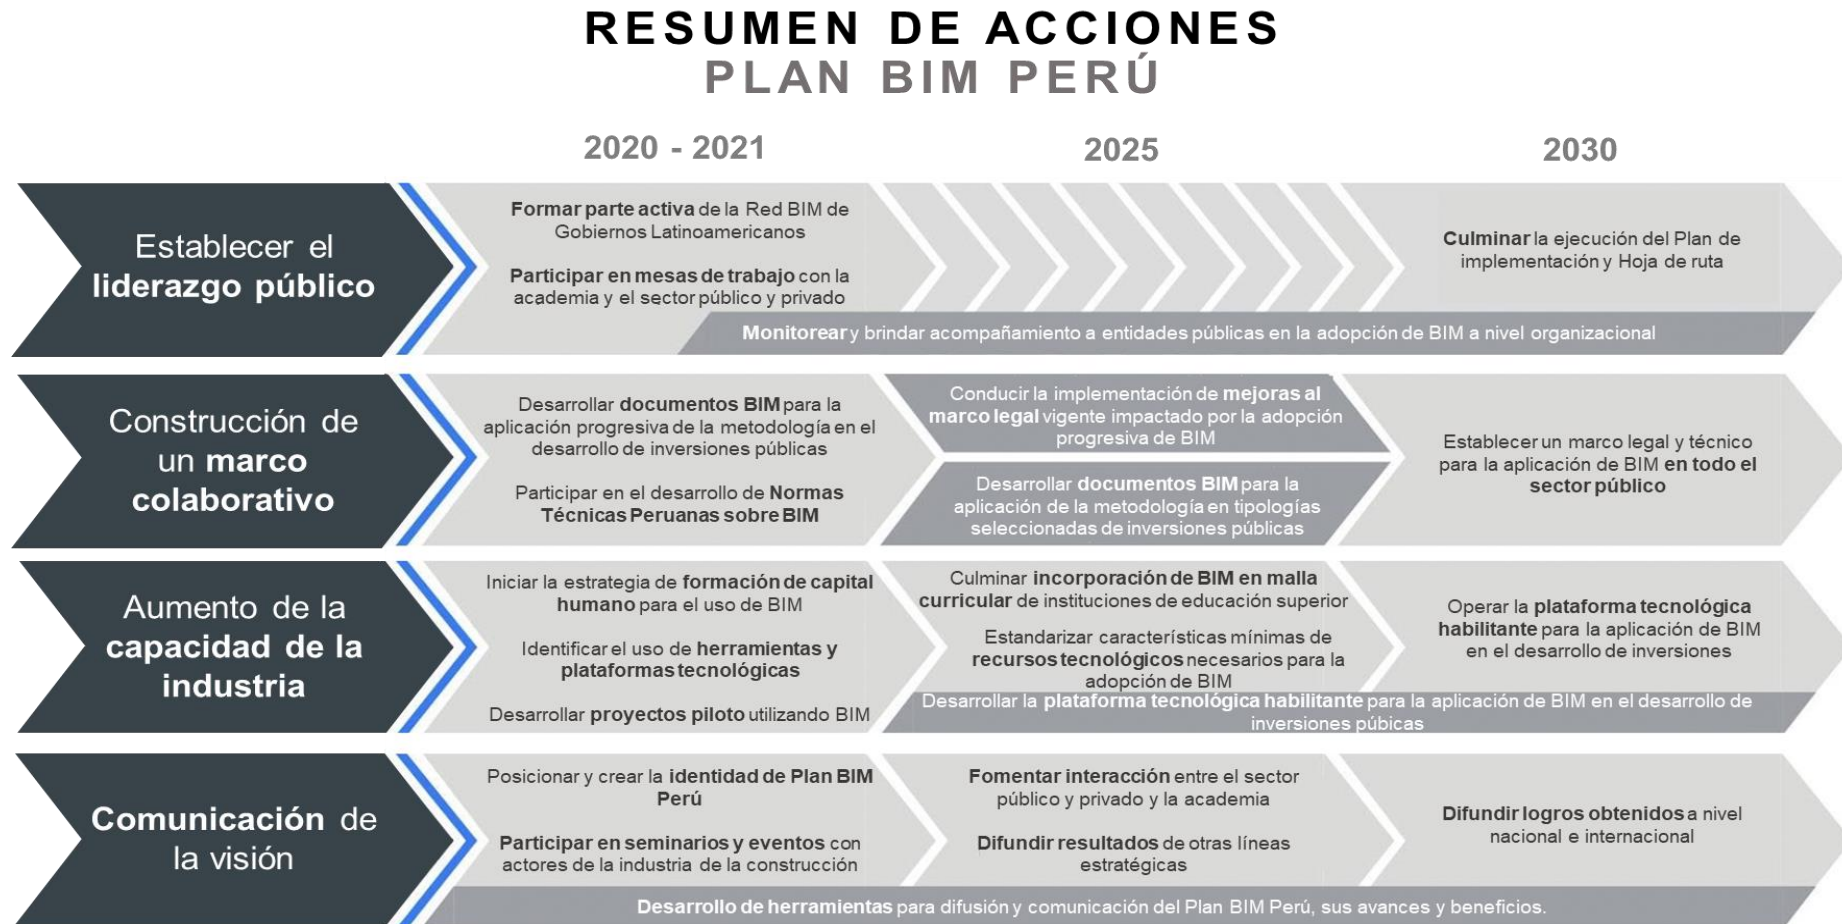 RESUMEN DE ACCIONES
PLAN BIM PERÚ
2020 - 2021
2025
2030
Establecer el
liderazgo público
Formar parte activa de la Red BIM de
Gobiernos Latinoamericanos
Participar en mesas de trabajo con la
academia y el sector público y privado
Culminar la ejecución del Plan de
implementación y Hoja de ruta
Monitorear y brindar acompañamiento a entidades públicas en la adopción de BIM a nivel organizacional
Construcción de
un marco
colaborativo
Desarrollar documentos BIM para la
aplicación progresiva de la metodología en el
desarrollo de inversiones públicas
Participar en el desarrollo de Normas
Técnicas Peruanas sobre BIM
Conducir la implementación de mejoras al
marco legal vigente impactado por la adopción
progresiva de BIM
Desarrollar documentos BIM para la
aplicación de la metodología en tipologías
seleccionadas de inversiones públicas
Establecer un marco legal y técnico
para la aplicación de BIM en todo el
sector público
Aumento de la
capacidad de la
industria
Iniciar la estrategia de formación de capital
humano para el uso de BIM
Identificar el uso de herramientas y
plataformas tecnológicas
Desarrollar proyectos piloto utilizando BIM
Culminar incorporación de BIM en malla
curricular de instituciones de educación superior
Estandarizar características mínimas de
recursos tecnológicos necesarios para la
adopción de BIM
Operar la plataforma tecnológica
habilitante para la aplicación de BIM
en el desarrollo de inversiones
Desarrollar la plataforma tecnológica habilitante para la aplicación de BIM en el desarrollo de
inversiones púbicas
Comunicación de
la visión
Posicionar y crear la identidad de Plan BIM
Perú
Participar en seminarios y eventos con
actores de la industria de la construcción
Fomentar interacción entre el sector
público y privado y la academia
Difundir resultados de otras líneas
estratégicas
Difundir logros obtenidos a nivel
nacional e internacional
Desarrollo de herramientas para difusión y comunicación del Plan BIM Perú, sus avances y beneficios.